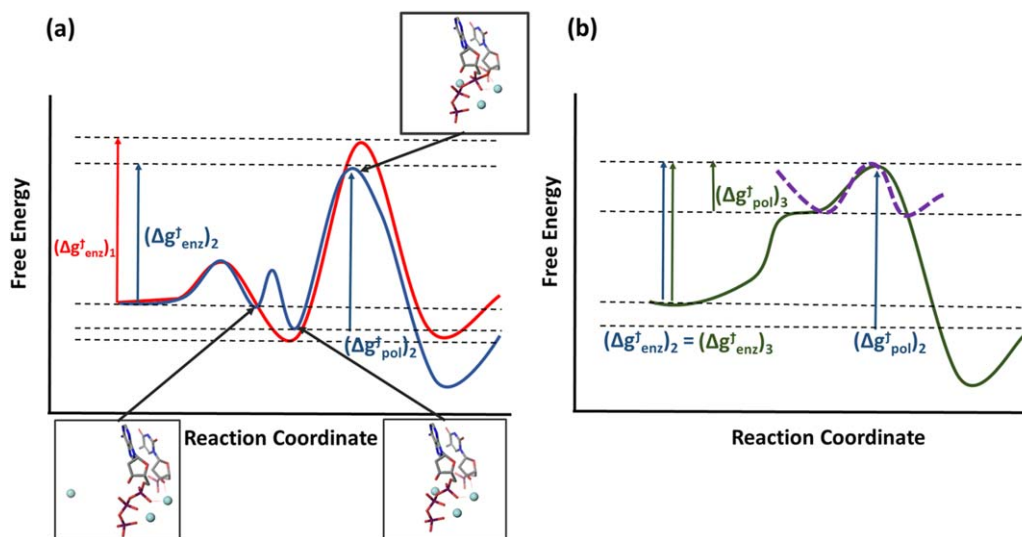 (a)
Free Energy
(Δg†enz)1
(Δg†enz)2
(Δg†pol)2
Reaction Coordinate
(b)
Free Energy
(Δg†pol)3
(Δg†enz)2 = (Δg†enz)3
(Δg†pol)2
Reaction Coordinate